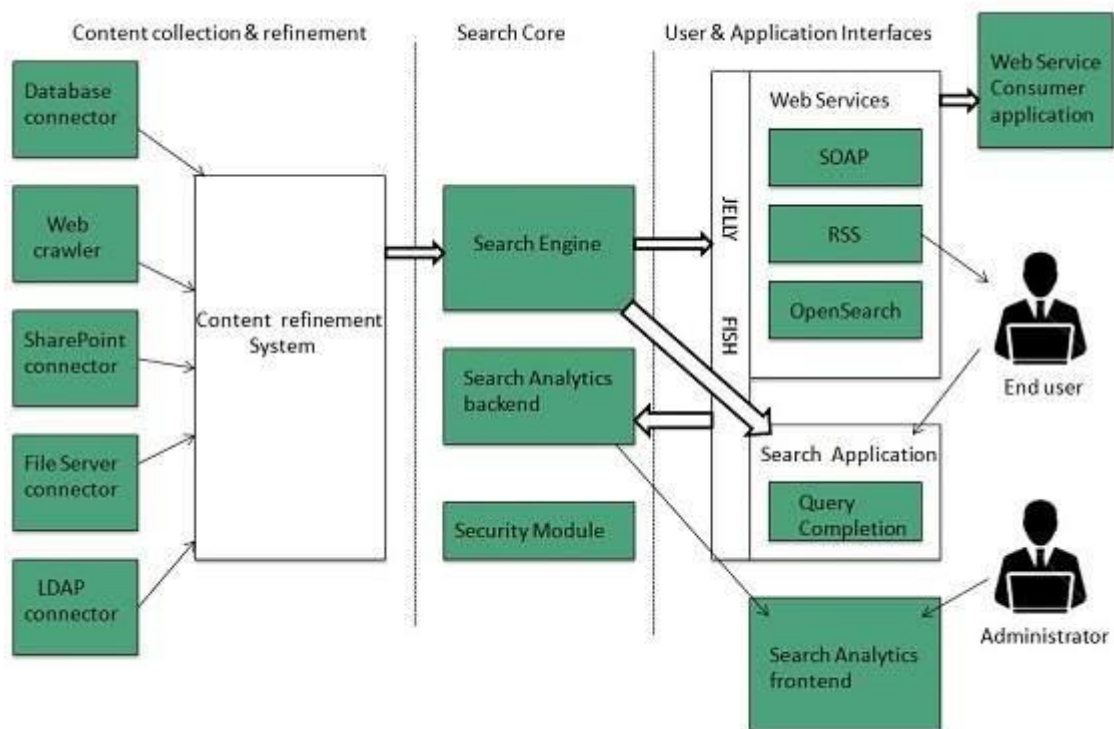 Content collection & refinement
Search Core
User & Application Interfaces
Database
connector
Web
crawler
SharePoint
connector
File Server
connector
LDAP
connector
Content refinement
System
Search Engine
Search Analytics
backend
Security Module
JELLY
FISH
Web Services
SOAP
RSS
OpenSearch
Search Application
Query
Completion
Search Analytics
frontend
Web Service
Consumer
application
End user
Administrator